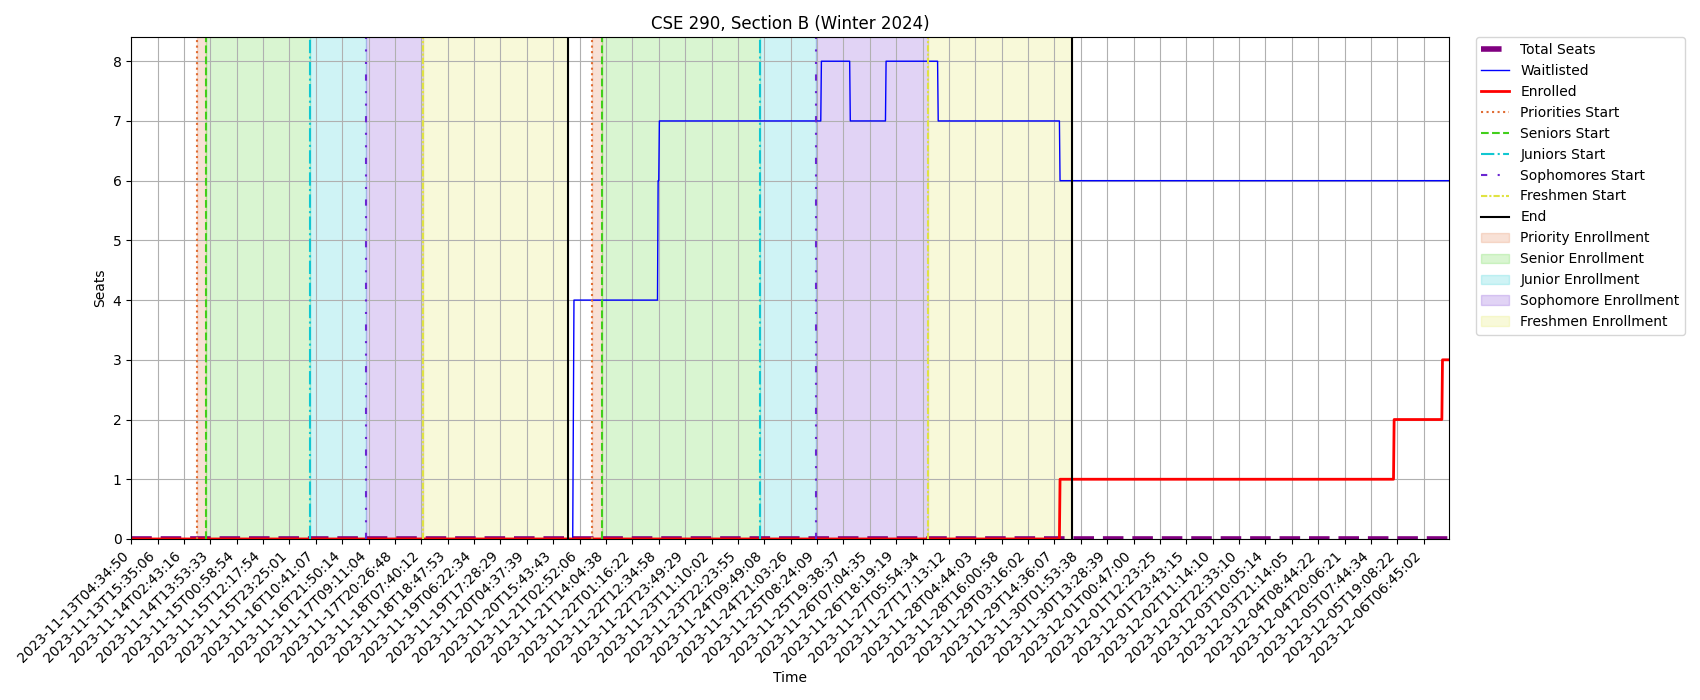 CSE 290, Section B (Winter 2024)
Total Seats
Waitlisted
Enrolled
Priorities Start
Seniors Start
Juniors Start
Sophomores Start
Freshmen Start
End
Priority Enrollment
Senior Enrollment
Junior Enrollment
Sophomore Enrollment
Freshmen Enrollment
Seats
8
7
6
5
4
3
2
1
0
2023-11-13T04:34:50
2023-11-13T15:35:06
2023-11-14T02:43:16
2023-11-14T13:53:33
2023-11-15T00:58:54
2023-11-15T12:17:54
2023-11-15T23:25:01
2023-11-16T10:41:07
2023-11-16T21:50:14
2023-11-17T09:11:04
2023-11-17T20:26:48
2023-11-18T07:40:12
2023-11-18T18:47:53
2023-11-19T06:22:34
2023-11-19T17:28:29
2023-11-20T04:37:39
2023-11-20T15:43:43
2023-11-21T02:52:06
2023-11-21T14:04:38
2023-11-22T01:16:22
2023-11-22T12:34:58
2023-11-22T23:49:29
2023-11-23T11:10:02
2023-11-23T22:23:55
2023-11-24T09:49:08
2023-11-24T21:03:26
2023-11-25T08:24:09
2023-11-25T19:38:37
2023-11-26T07:04:35
2023-11-26T18:19:19
2023-11-27T05:54:34
2023-11-27T17:13:12
2023-11-28T04:44:03
2023-11-28T16:00:58
2023-11-29T03:16:02
2023-11-29T14:36:07
2023-11-30T01:53:38
2023-11-30T13:28:39
2023-12-01T00:47:00
2023-12-01T12:23:25
2023-12-01T23:43:15
2023-12-02T11:14:10
2023-12-02T22:33:10
2023-12-03T10:05:14
2023-12-03T21:14:05
2023-12-04T08:44:22
2023-12-04T20:06:21
2023-12-05T07:44:34
2023-12-05T19:08:22
2023-12-06T06:45:02
Time